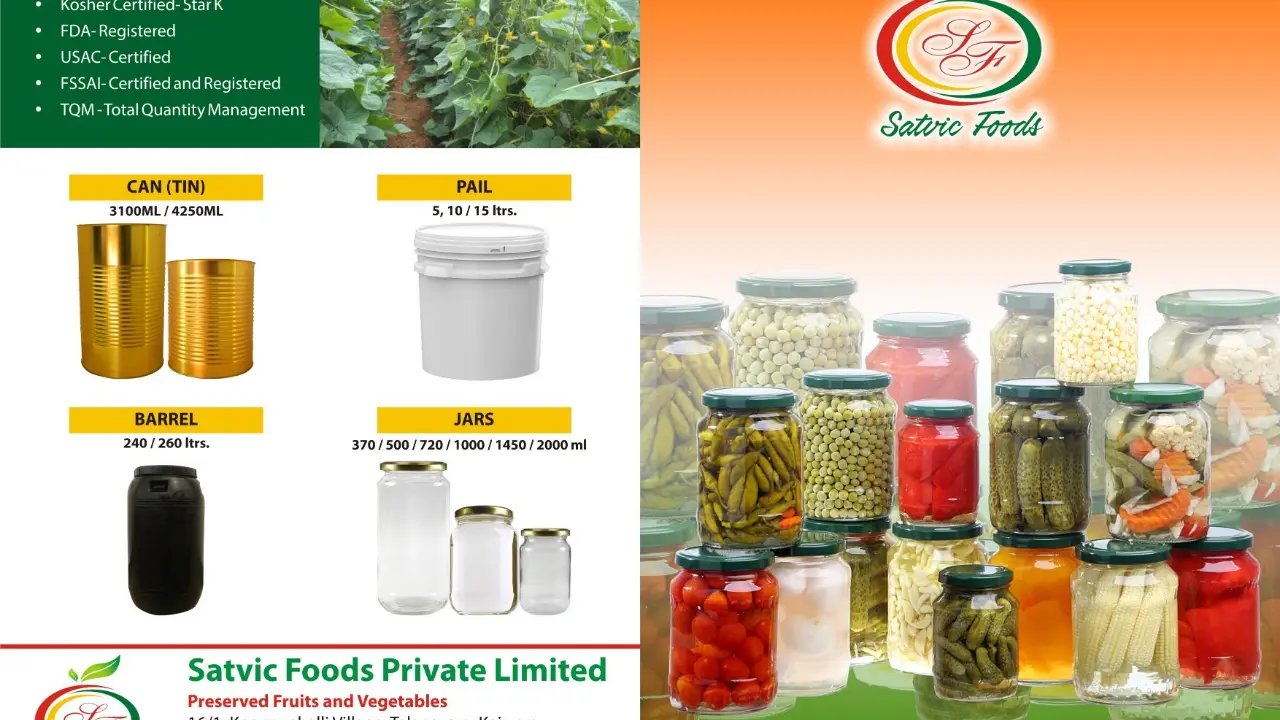 • Kosher Certified- Star K
• FDA- Registered
• USAC- Certified
• FSSAI- Certified and Registered
• TQM - Total Quantity Management
CAN (TIN)
3100ML / 4250ML
PAIL
5, 10 / 15 ltrs.
BARREL
240 / 260 ltrs.
JARS
370 / 500 / 720 / 1000 / 1450 / 2000 ml
Satvic Foods Private Limited
Preserved Fruits and Vegetables
SF
SF
Satvic Foods